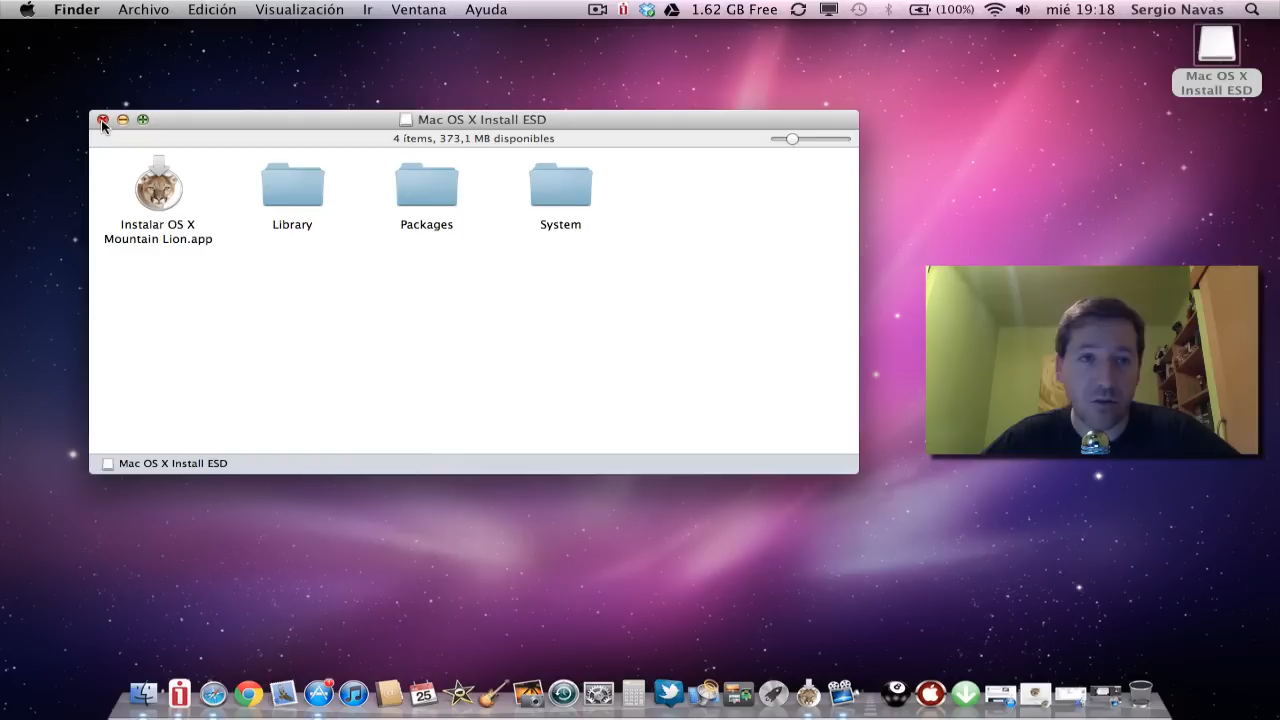 Finder Archivo Edición Visualización Ir Ventana Ayuda 1.62 GB Free (100%) mié 19:18 Sergio Navas
Mac OS X
Install ESD
Mac OS X Install ESD
4 ítems, 373,1 MB disponibles
Instalar OS X
Mountain Lion.app
Library
Packages
System
Mac OS X Install ESD
25